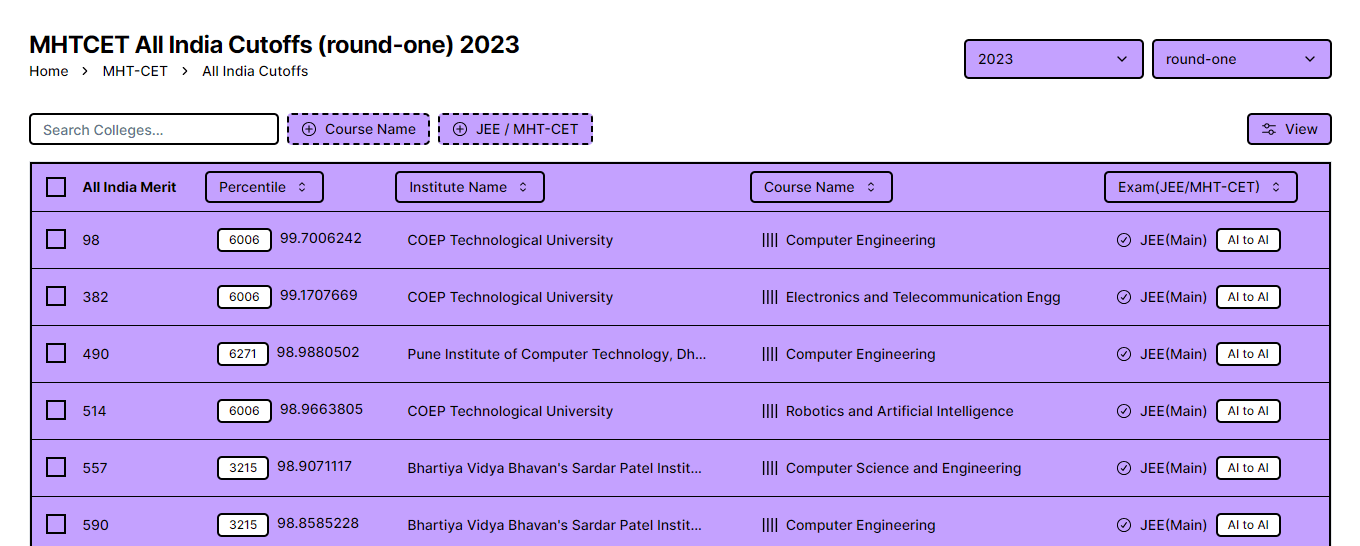 MHTCET All India Cutoffs (round-one) 2023
Home > MHT-CET > All India Cutoffs
2023
round-one
Search Colleges...
Course Name
JEE / MHT-CET
View
All India Merit Percentile Institute Name Course Name Exam(JEE/MHT-CET)
98 6006 99.7006242 COEP Technological University Computer Engineering JEE(Main) AI to AI
382 6006 99.1707669 COEP Technological University Electronics and Telecommunication Engg JEE(Main) AI to AI
490 6271 98.9880502 Pune Institute of Computer Technology, Dh... Computer Engineering JEE(Main) AI to AI
514 6006 98.9663805 COEP Technological University Robotics and Artificial Intelligence JEE(Main) AI to AI
557 3215 98.9071117 Bhartiya Vidya Bhavan's Sardar Patel Instit... Computer Science and Engineering JEE(Main) AI to AI
590 3215 98.8585228 Bhartiya Vidya Bhavan's Sardar Patel Instit... Computer Engineering JEE(Main) AI to AI